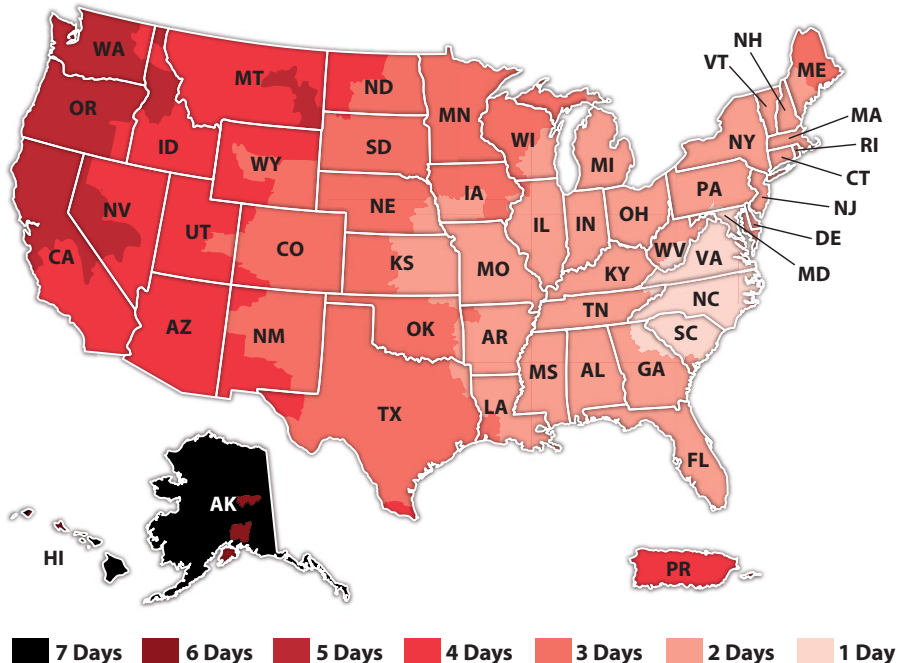 NH
VT
WA
ME
MT
ND
OR
MN
MA
ID
WI
NY
RI
SD
WY
MI
CT
PA
IA
NE
NJ
NV
OH
IL
IN
UT
DE
CO
WV
VA
CA
KS
MO
KY
MD
NC
TN
AZ
NM
OK
AR
SC
MS
AL
GA
TX
LA
FL
AK
HI
PR
7 Days 6 Days 5 Days 4 Days 3 Days 2 Days 1 Day